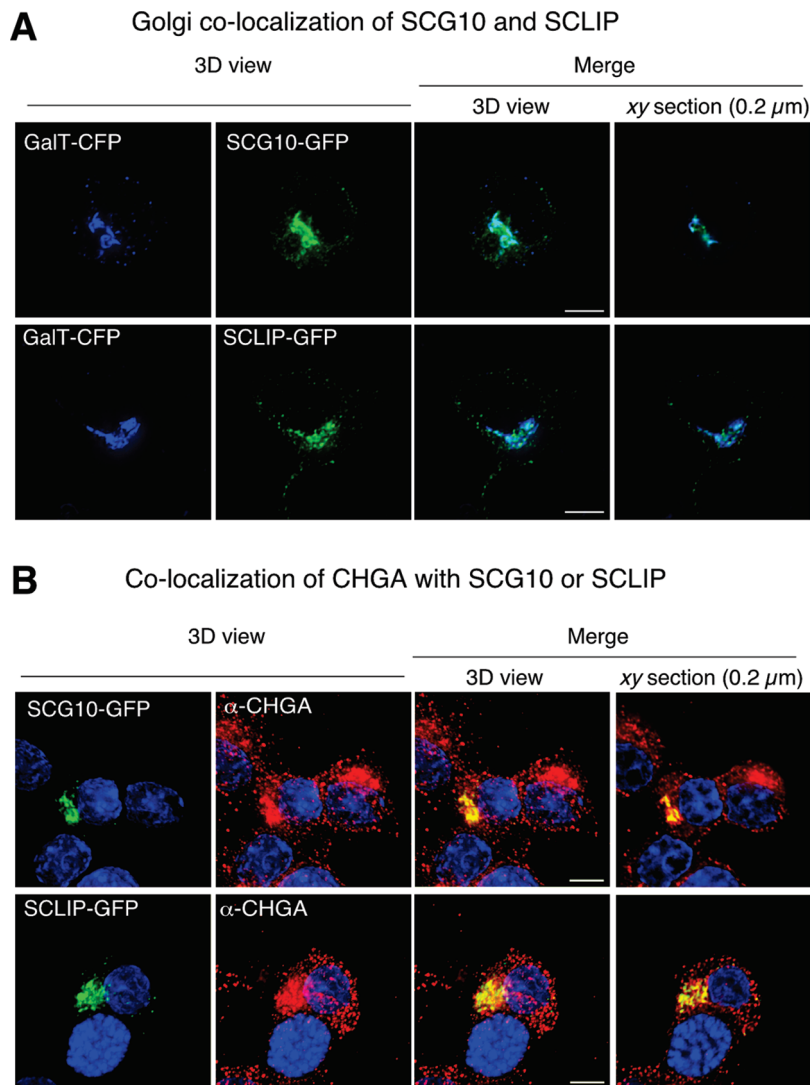 A
Golgi co-localization of SCG10 and SCLIP
3D view
Merge
3D view
xy section (0.2 µm)
GalT-CFP
SCG10-GFP
GalT-CFP
SCLIP-GFP
B
Co-localization of CHGA with SCG10 or SCLIP
3D view
Merge
3D view
xy section (0.2 µm)
SCG10-GFP
α-CHGA
SCLIP-GFP
α-CHGA